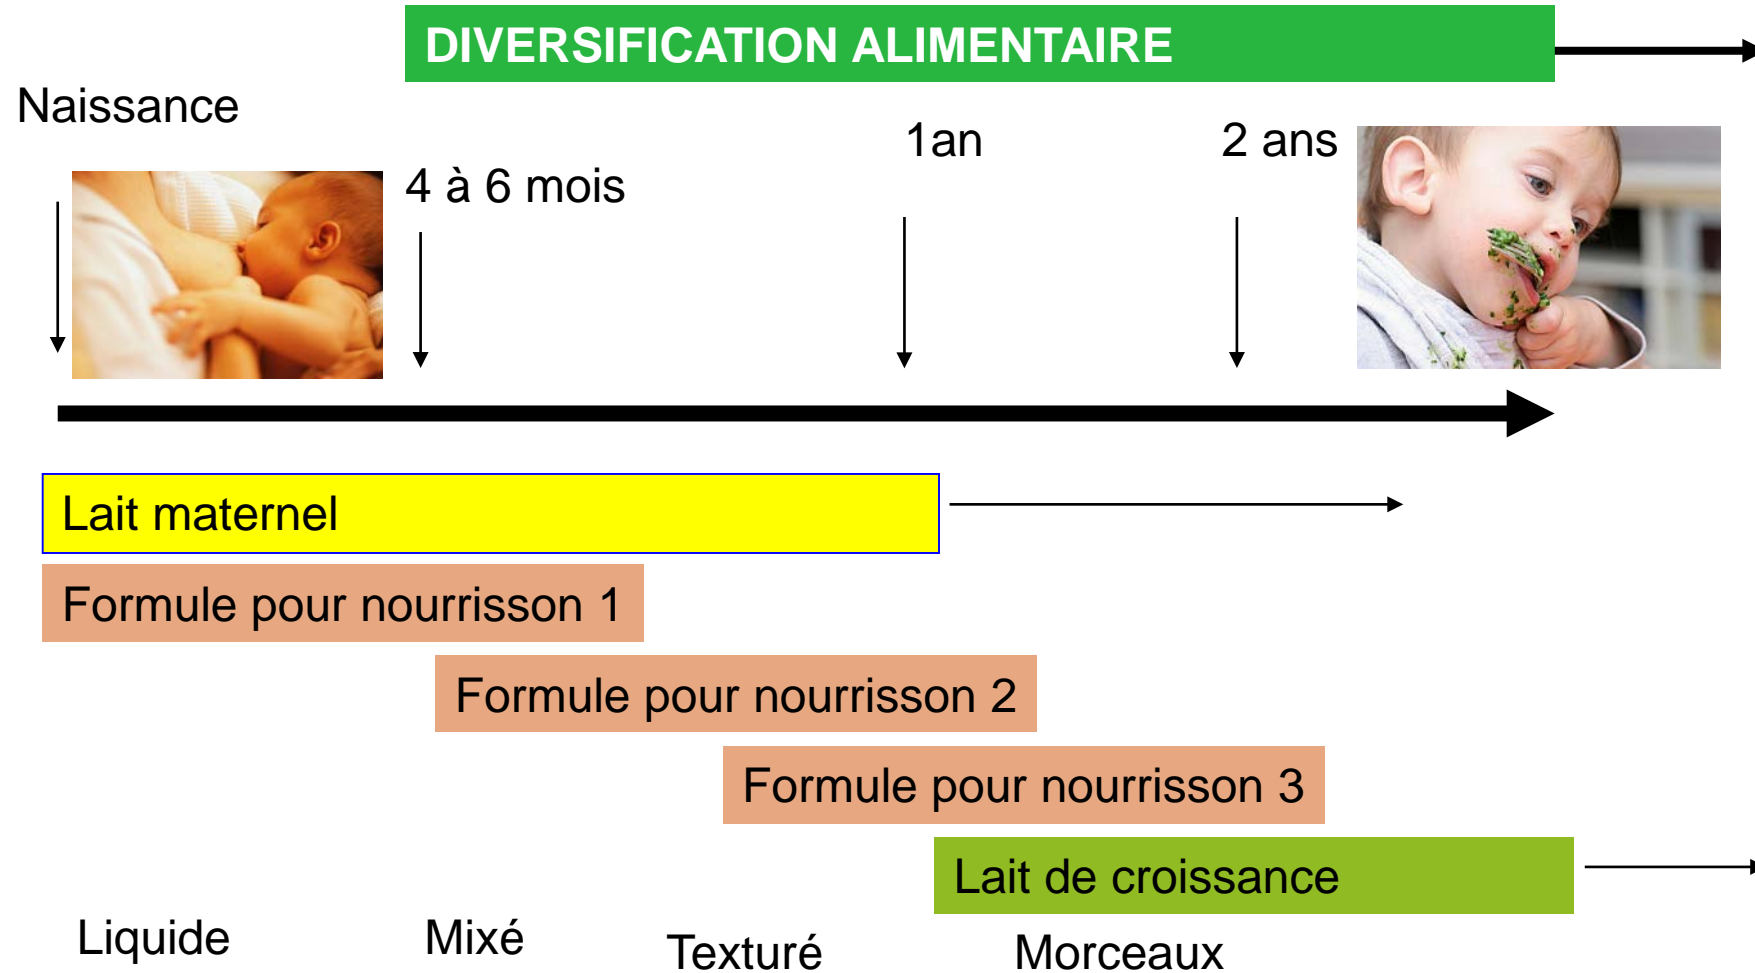 DIVERSIFICATION ALIMENTAIRE
Naissance
4 à 6 mois
1an
2 ans
Lait maternel
Formule pour nourrisson 1
Formule pour nourrisson 2
Formule pour nourrisson 3
Lait de croissance
Liquide
Mixé
Texturé
Morceaux